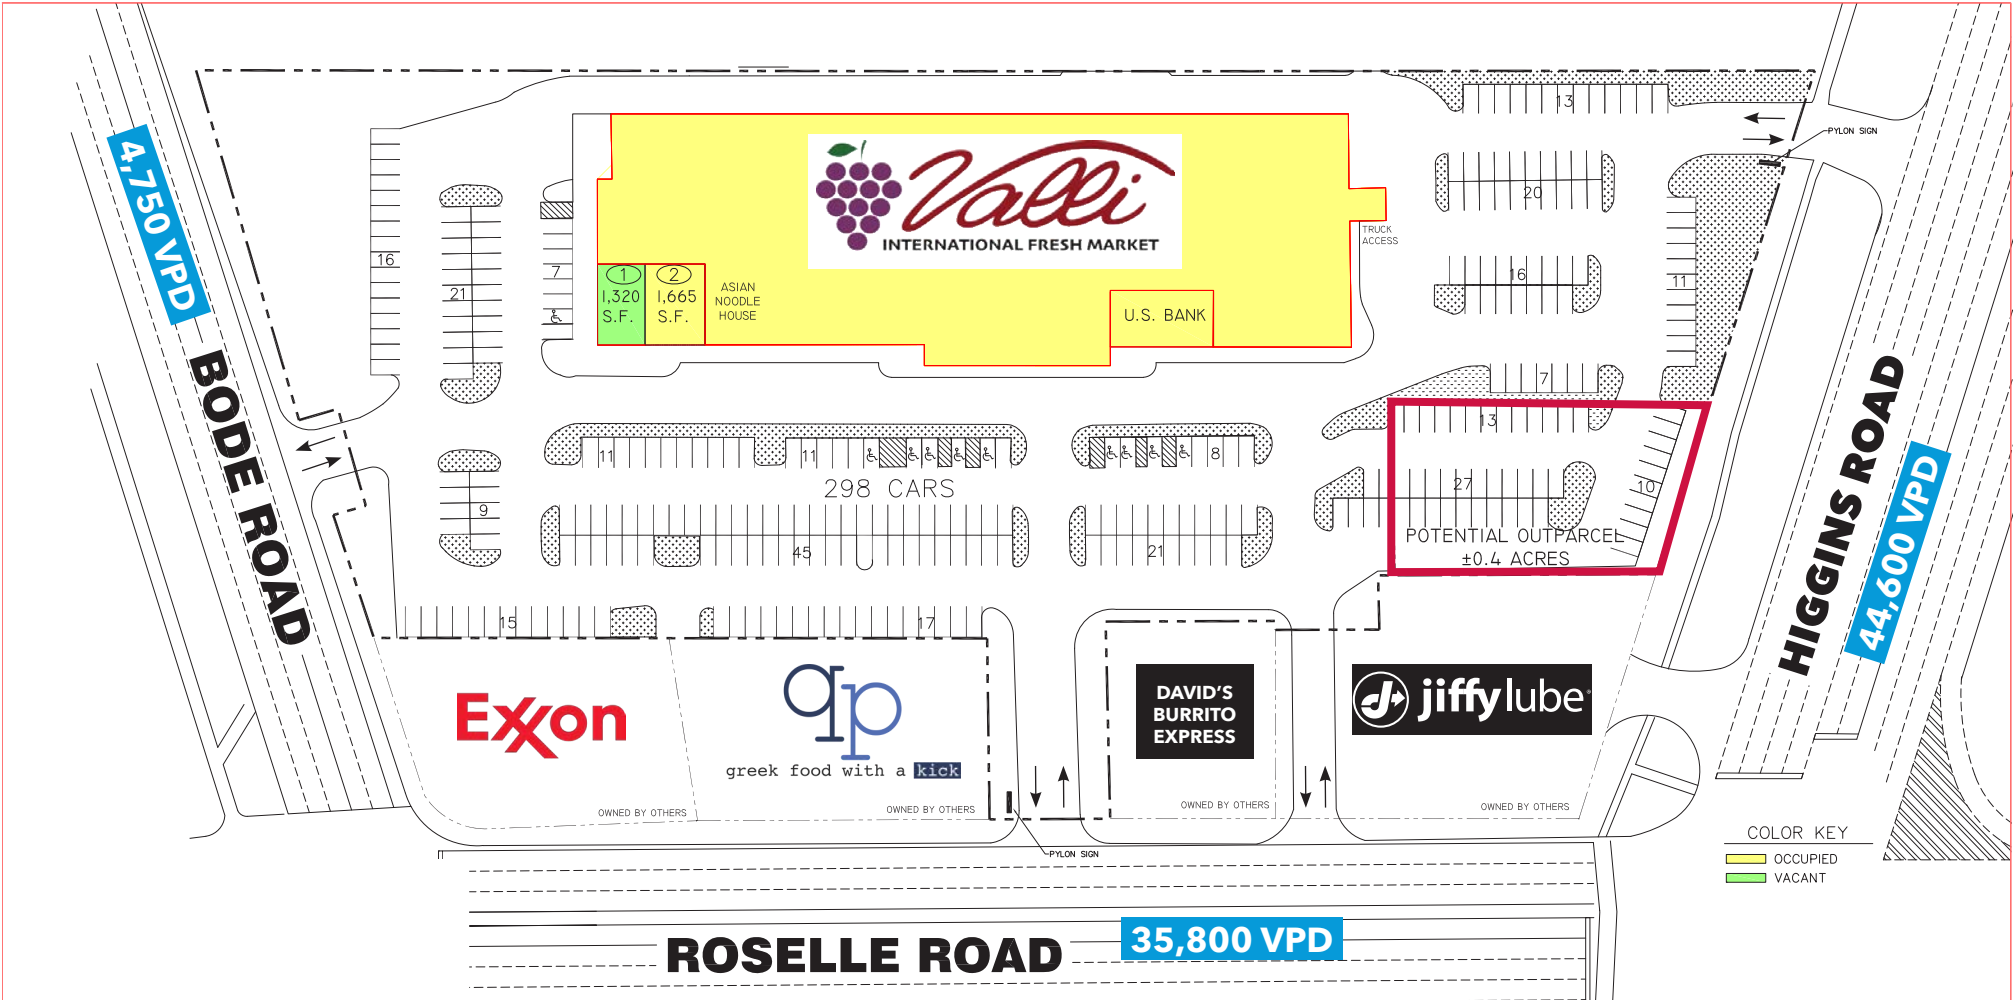 13
PYLON SIGN
4,750 VPD
Valli
INTERNATIONAL FRESH MARKET
20
TRUCK
ACCESS
16
21
7
1
1,320
S.F.
2
1,665
S.F.
ASIAN
NOODLE
HOUSE
U.S. BANK
16
11
7
BODE ROAD
HIGGINS ROAD
44,600 VPD
13
11
11
8
298 CARS
27
10
9
45
21
POTENTIAL OUTPARCEL
±0.4 ACRES
15
17
Exxon
qp
greek food with a kick
DAVID'S
BURRITO
EXPRESS
jiffylube
OWNED BY OTHERS
OWNED BY OTHERS
OWNED BY OTHERS
OWNED BY OTHERS
PYLON SIGN
COLOR KEY
OCCUPIED
VACANT
ROSELLE ROAD
35,800 VPD